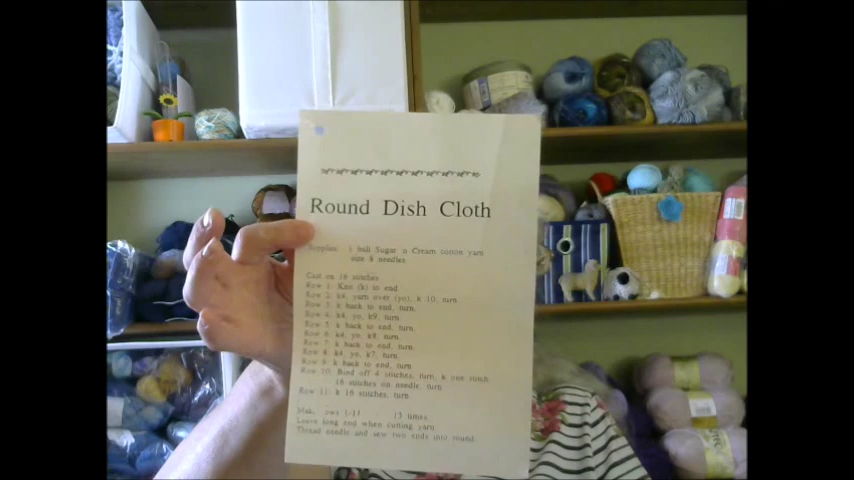 Round Dish Cloth
Supplies: 1 ball Sugar n Cream cotton yarn
size 8 needles
Cast on 16 stitches
Row 1: Knit (k) to end.
Row 2: k4, yarn over (yo), k 10, turn.
Row 3: k back to end, turn.
Row 4: k4, yo, k9, turn.
Row 5: k back to end, turn.
Row 6: k4, yo, k8, turn.
Row 7: k back to end, turn.
Row 8: k4, yo, k7, turn.
Row 9: k back to end, turn
Row 10: Bind off 4 stitches, turn, k one stitch
16 stitches on needle, turn
Row 11: k 16 stitches, turn.
13 times.
Leave long end when cutting yarn.
Thread needle and sew two ends into round